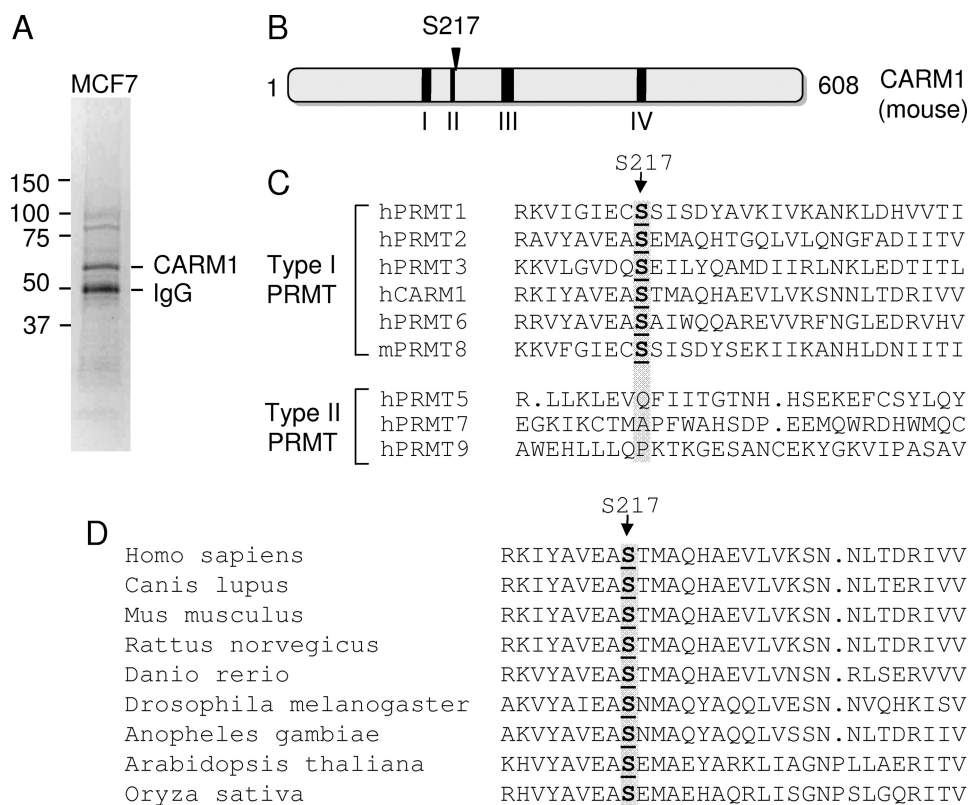 A
MCF7
150
100
75
50
37
CARM1
IgG
B
S217
1
608
CARM1
(mouse)
I II III IV
C
S217
Type I
PRMT
hPRMT1 RKVIGIECSSISDYAVKIVKANKLDHVVTI
hPRMT2 RAVYAVEASEMAQHTGQLVLQNGFADIITV
hPRMT3 KKVLGVDQSEILYQAMDIIRLNKLEDTITL
hCARM1 RKIYAVEASTMAQHAEVLVKSNNLTDRIVV
hPRMT6 RRVYAVEASAIWQQAREVVRFNGLEDRVHV
mPRMT8 KKVFGIECSSISDYSEKIIKANHLDNIITI
Type II
PRMT
hPRMT5 R.LLKLEVQFIITGTNH.HSEKEFCSYLQY
hPRMT7 EGKIKCTMAPFWAHSDP.EEMQWRDHWMQC
hPRMT9 AWEHLLLQPKTKGESANCEKYGKVIPASAV
D
S217
Homo sapiens RKIYAVEASTMAQHAEVLVKSN.NLTDRIVV
Canis lupus RKIYAVEASTMAQHAEVLVKSN.NLTERIVV
Mus musculus RKIYAVEASTMAQHAEVLVKSN.NLTDRIVV
Rattus norvegicus RKIYAVEASTMAQHAEVLVKSN.NLTDRIVV
Danio rerio RKVYAVEASTMAQHAEVLVNSN.RLSERVVV
Drosophila melanogaster AKVYAIEASNMAQYAQQLVESN.NVQHKISV
Anopheles gambiae AKVYAVEASNMAQYAQQLVSSN.NLTDRIIV
Arabidopsis thaliana KHVYAVEASEMAEYARKLIAGNPLLAERITV
Oryza sativa RHVYAVEASEMAEHAQRLISGNPSLGQRITV